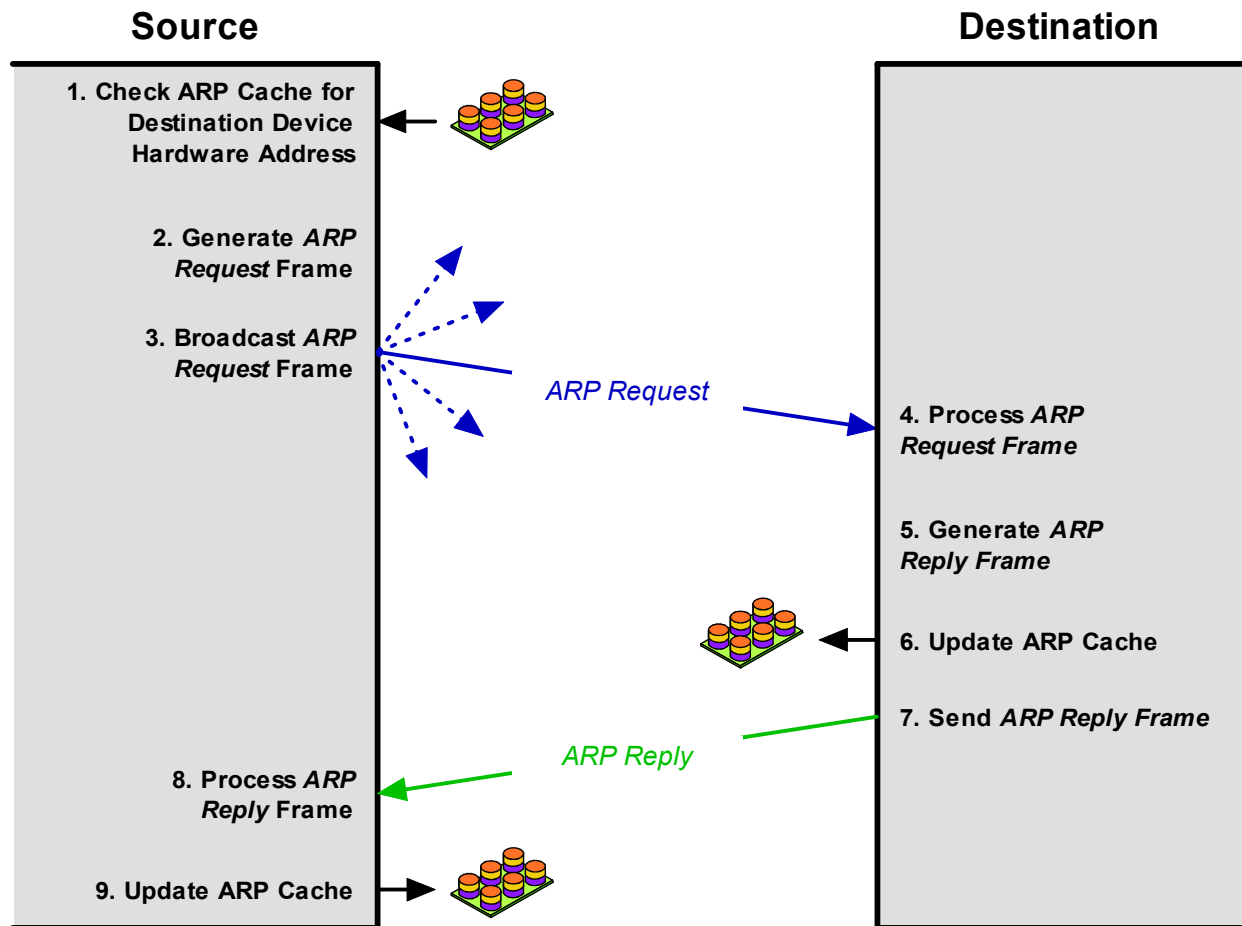 Source
Destination
1. Check ARP Cache for
Destination Device
Hardware Address
2. Generate ARP
Request Frame
3. Broadcast ARP
Request Frame
ARP Request
4. Process ARP
Request Frame
5. Generate ARP
Reply Frame
6. Update ARP Cache
7. Send ARP Reply Frame
ARP Reply
8. Process ARP
Reply Frame
9. Update ARP Cache